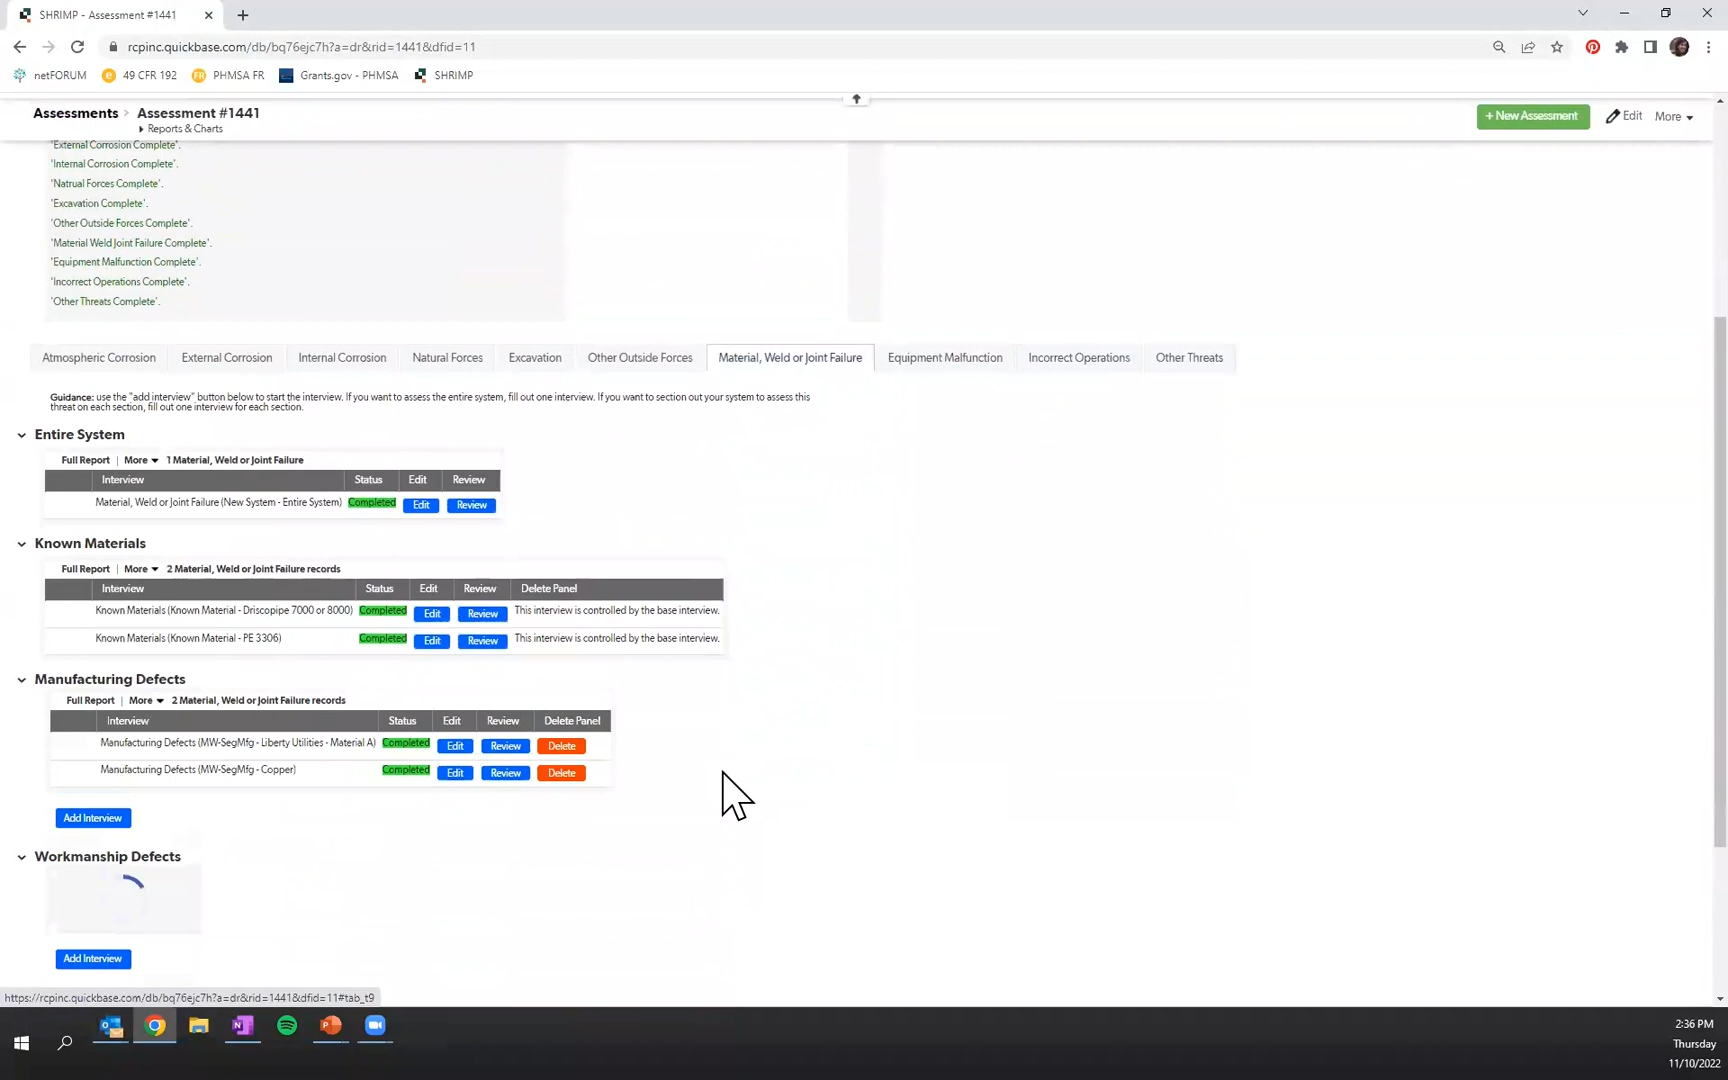 SHRIMP - Assessment #1441
rcpinc.quickbase.com/db/bq76ejc7h?a=dr&rid=1441&dfid=11
netFORUM 49 CFR 192 PHMSA FR Grants.gov - PHMSA SHRIMP
Assessments Assessment #1441
Reports & Charts
+ New Assessment Edit More
'External Corrosion Complete'.
'Internal Corrosion Complete'.
'Natrual Forces Complete'.
'Excavation Complete'.
'Other Outside Forces Complete'.
'Material Weld Joint Failure Complete'.
'Equipment Malfunction Complete'.
'Incorrect Operations Complete'.
'Other Threats Complete'.
Atmospheric Corrosion External Corrosion Internal Corrosion Natural Forces Excavation Other Outside Forces Material, Weld or Joint Failure Equipment Malfunction Incorrect Operations Other Threats
Guidance: use the "add interview" button below to start the interview. If you want to assess the entire system, fill out one interview. If you want to section out your system to assess this
threat on each section, fill out one interview for each section.
Entire System
Full Report | More 1 Material, Weld or Joint Failure
Interview Status Edit Review
Material, Weld or Joint Failure (New System - Entire System) Completed Edit Review
Known Materials
Full Report | More 2 Material, Weld or Joint Failure records
Interview Status Edit Review Delete Panel
Known Materials (Known Material - Driscopipe 7000 or 8000) Completed Edit Review This interview is controlled by the base interview.
Known Materials (Known Material - PE 3306) Completed Edit Review This interview is controlled by the base interview.
Manufacturing Defects
Full Report | More 2 Material, Weld or Joint Failure records
Interview Status Edit Review Delete Panel
Manufacturing Defects (MW-SegMfg - Liberty Utilities - Material A) Completed Edit Review Delete
Manufacturing Defects (MW-SegMfg - Copper) Completed Edit Review Delete
Add Interview
Workmanship Defects
Add Interview
https://rcpinc.quickbase.com/db/bq76ejc7h?a=dr&rid=1441&dfid=11#tab_t9
2:36 PM
Thursday
11/10/2022